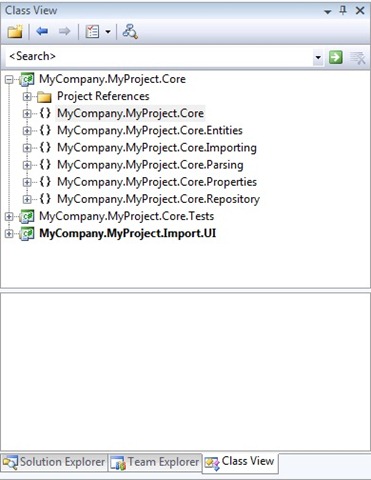 Class View
<Search>
MyCompany.MyProject.Core
Project References
{} MyCompany.MyProject.Core
{} MyCompany.MyProject.Core.Entities
{} MyCompany.MyProject.Core.Importing
{} MyCompany.MyProject.Core.Parsing
{} MyCompany.MyProject.Core.Properties
{} MyCompany.MyProject.Core.Repository
MyCompany.MyProject.Core.Tests
MyCompany.MyProject.Import.UI
Solution Explorer Team Explorer Class View